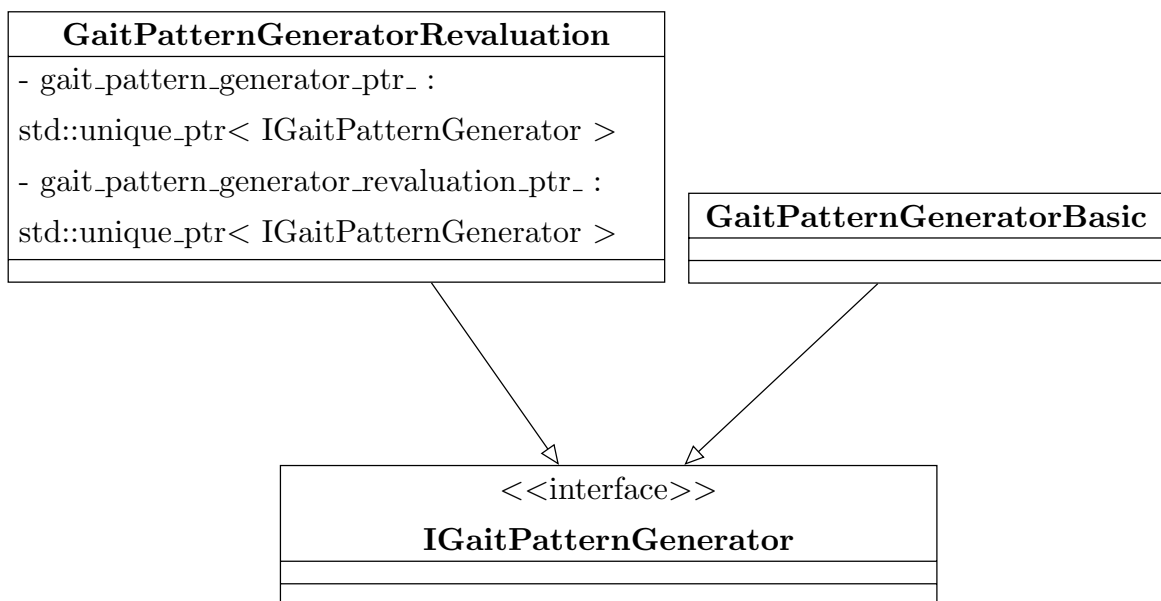 GaitPatternGeneratorRevaluation
- gait_pattern_generator_ptr_ :
std::unique_ptr< IGaitPatternGenerator >
- gait_pattern_generator_revaluation_ptr_ :
std::unique_ptr< IGaitPatternGenerator >
GaitPatternGeneratorBasic
<<interface>>
IGaitPatternGenerator